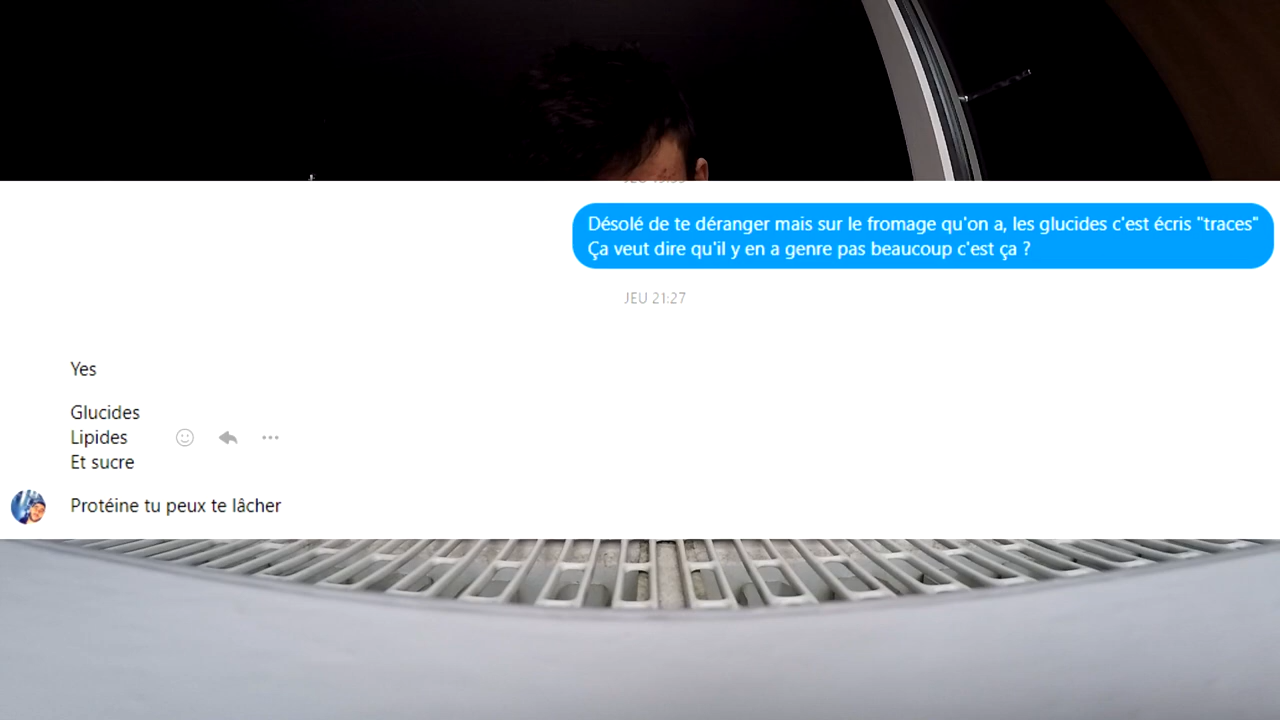 Désolé de te déranger mais sur le fromage qu'on a, les glucides c'est écris "traces"
Ça veut dire qu'il y en a genre pas beaucoup c'est ça ?
JEU 21:27
Yes
Glucides
Lipides
Et sucre
Protéine tu peux te lâcher